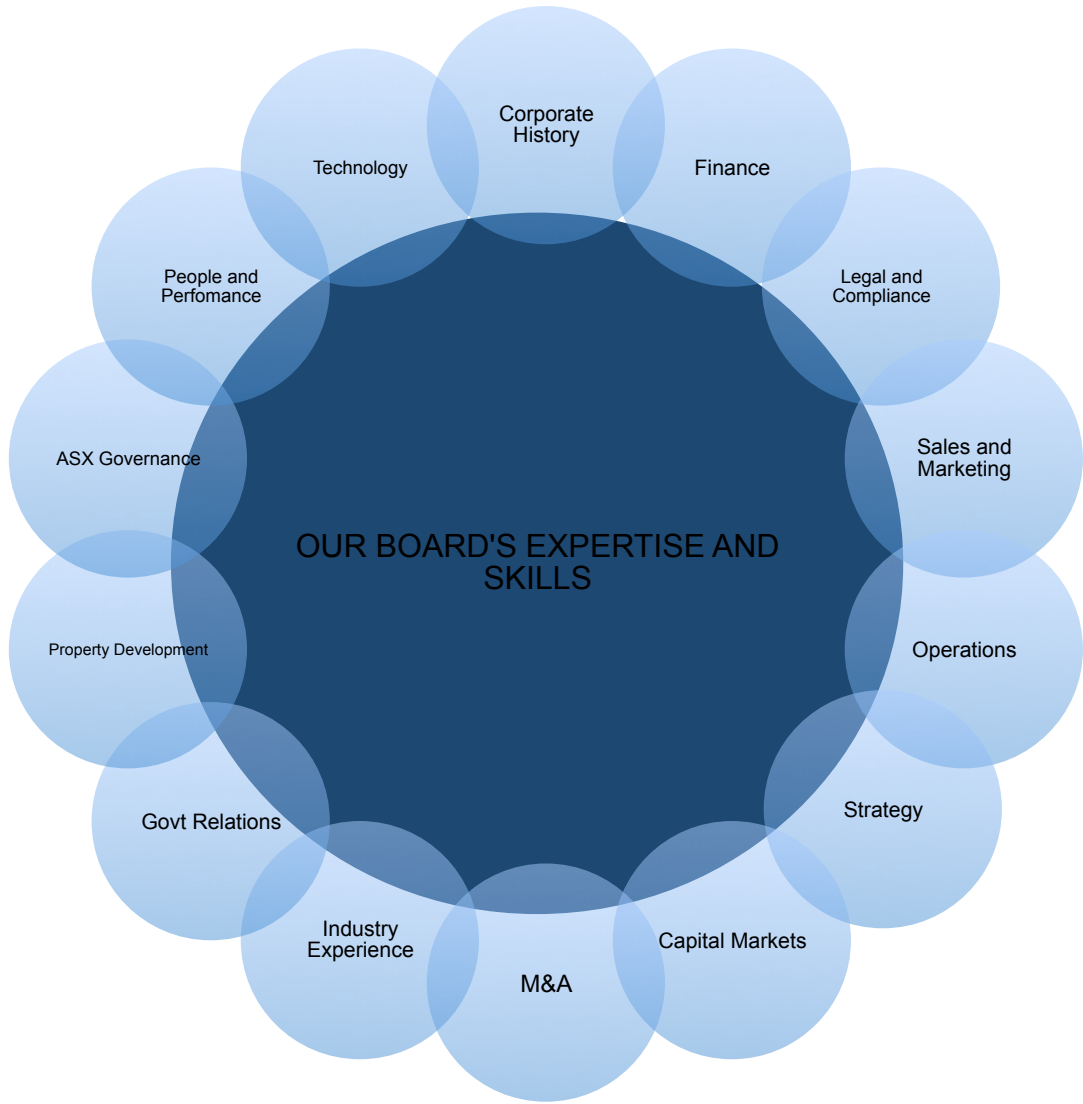 Corporate
History
Finance
Legal and
Compliance
Sales and
Marketing
Operations
Strategy
Capital Markets
M&A
Industry
Experience
Govt Relations
Property Development
ASX Governance
People and
Perfomance
Technology
OUR BOARD'S EXPERTISE AND
SKILLS